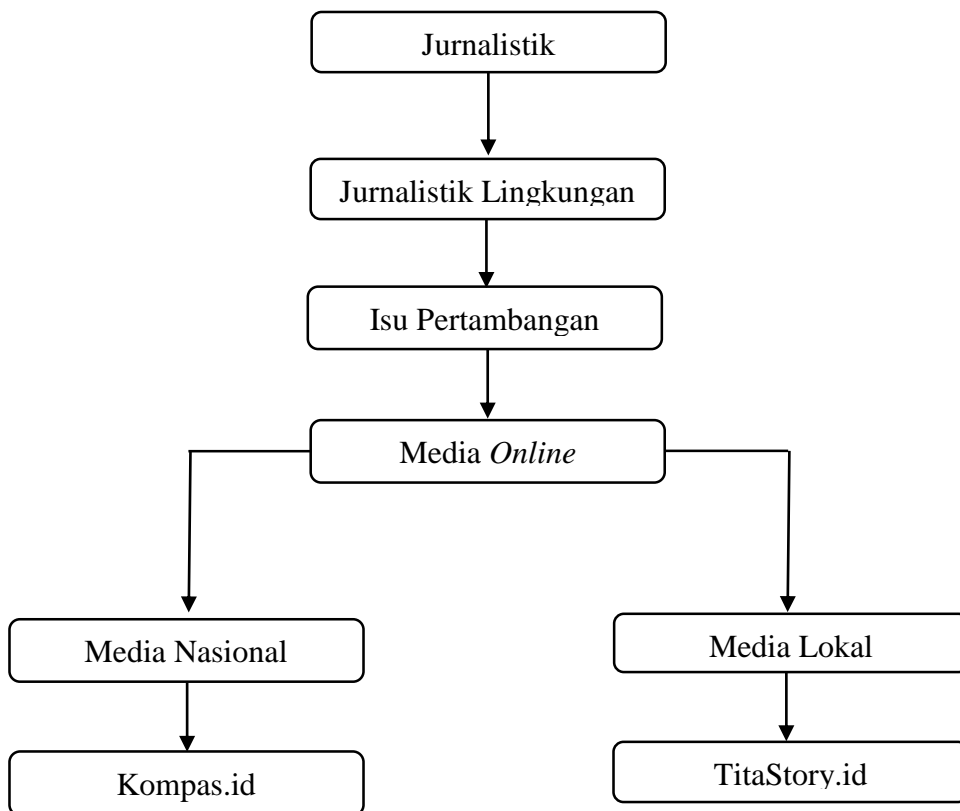 Jurnalistik
Jurnalistik Lingkungan
Isu Pertambangan
Media Online
Media Nasional
Media Lokal
Kompas.id
TitaStory.id